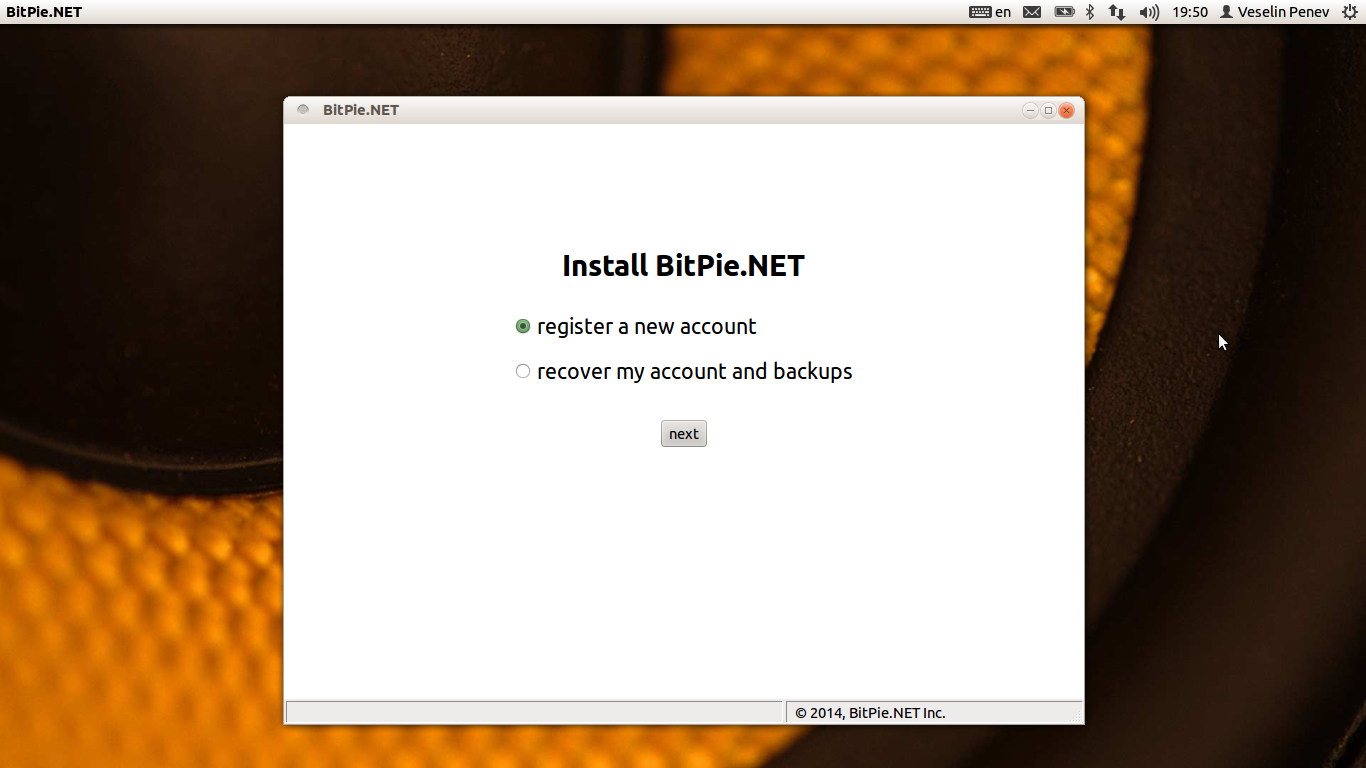 BitPie.NET
en
19:50
Veselin Penev
BitPie.NET
Install BitPie.NET
register a new account
recover my account and backups
next
© 2014, BitPie.NET Inc.